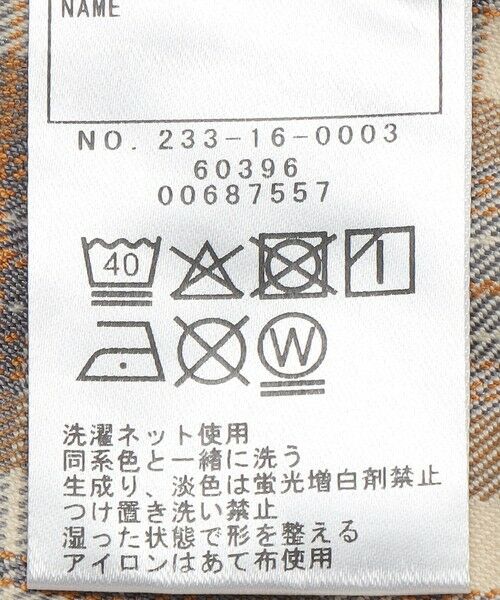 NAME
NO. 233-16-0003
60396
00687557
40
W
洗濯ネット使用
同系色と一緒に洗う
生成り、淡色は蛍光増白剤禁止
つけ置き洗い禁止
湿った状態で形を整える
アイロンはあて布使用